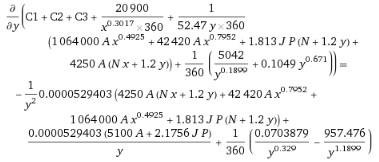 ∂/∂y (C1 + C2 + C3 + 20 900/(x^0.3017 × 360) + 1/(52.47 y × 360)
(1 064 000 A x^0.4925 + 42 420 A x^0.7952 + 1.813 J P (N + 1.2 y) +
4250 A (N x + 1.2 y)) + 1/360 (5042/y^0.1899 + 0.1049 y^0.671)) =
- 1/y^2 0.0000529403 (4250 A (N x + 1.2 y) + 42 420 A x^0.7952 +
1 064 000 A x^0.4925 + 1.813 J P (N + 1.2 y)) +
0.0000529403 (5100 A + 2.1756 J P)/y + 1/360 (0.0703879/y^0.329 - 957.476/y^1.1899)